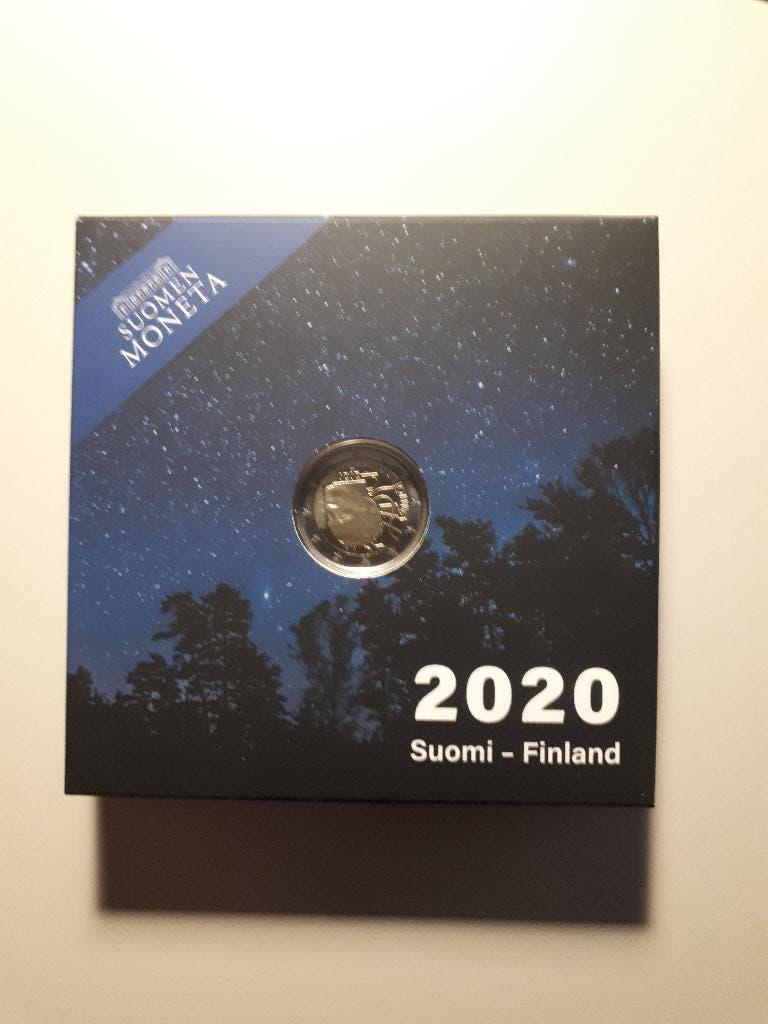 SUOMEN
MONETA
2020
Suomi – Finland